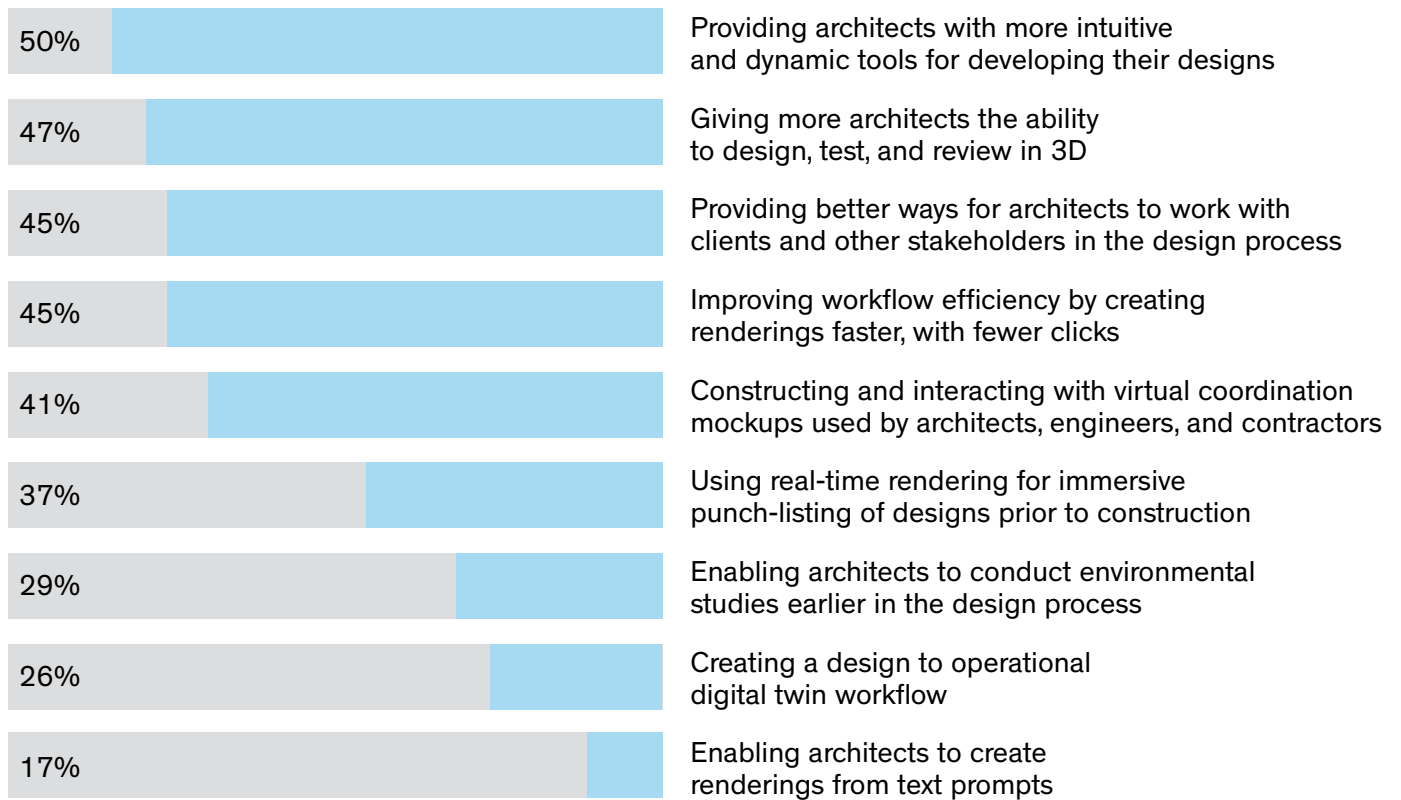 50%
Providing architects with more intuitive
and dynamic tools for developing their designs
47%
Giving more architects the ability
to design, test, and review in 3D
45%
Providing better ways for architects to work with
clients and other stakeholders in the design process
45%
Improving workflow efficiency by creating
renderings faster, with fewer clicks
41%
Constructing and interacting with virtual coordination
mockups used by architects, engineers, and contractors
37%
Using real-time rendering for immersive
punch-listing of designs prior to construction
29%
Enabling architects to conduct environmental
studies earlier in the design process
26%
Creating a design to operational
digital twin workflow
17%
Enabling architects to create
renderings from text prompts